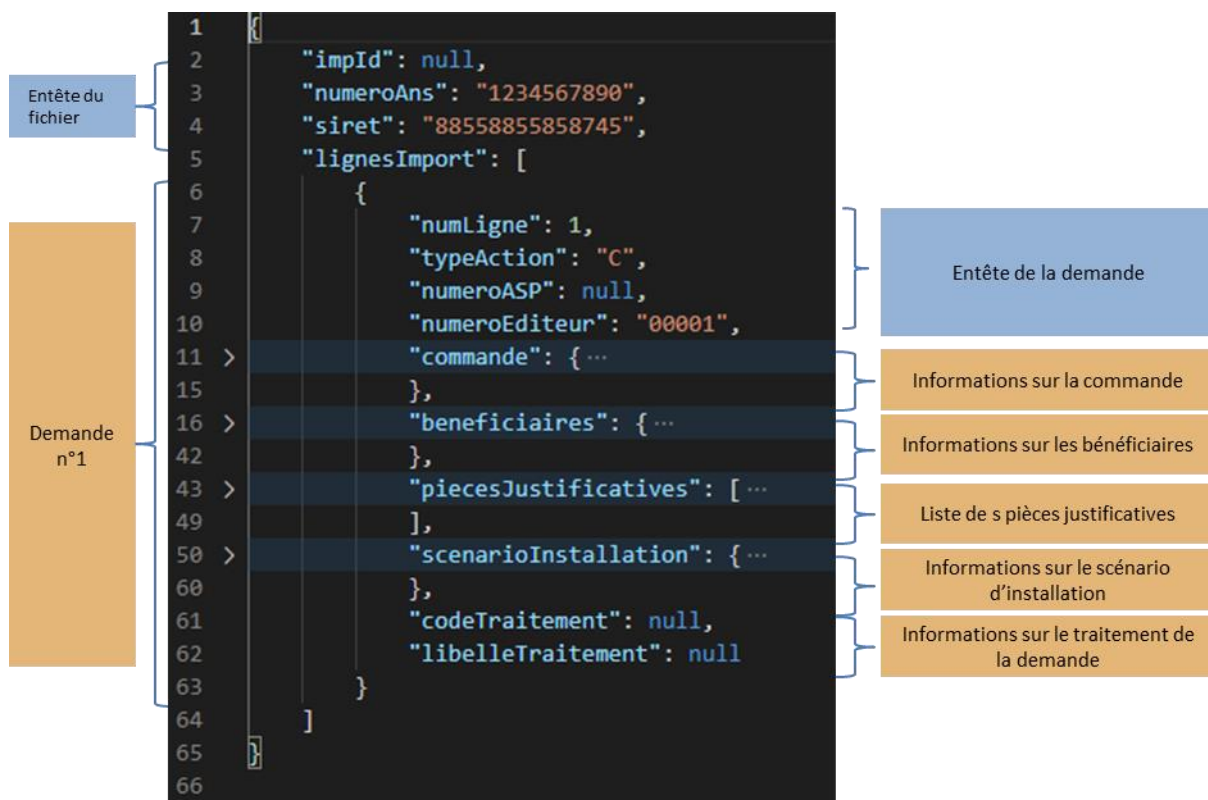 Entête du
fichier
Demande
n°1
1 {
2 "impId": null,
3 "numeroAns": "1234567890",
4 "siret": "88558855858745",
5 "lignesImport": [
6 {
7 "numLigne": 1,
8 "typeAction": "C",
9 "numeroASP": null,
10 "numeroEditeur": "00001",
11 > "commande": { ...
15 },
16 > "beneficiaires": { ...
42 },
43 > "piecesJustificatives": [ ...
49 ],
50 > "scenarioInstallation": { ...
60 },
61 "codeTraitement": null,
62 "libelleTraitement": null
63 }
64 ]
65 }
66
Entête de la demande
Informations sur la commande
Informations sur les bénéficiaires
Liste de s pièces justificatives
Informations sur le scénario
d’installation
Informations sur le traitement de
la demande